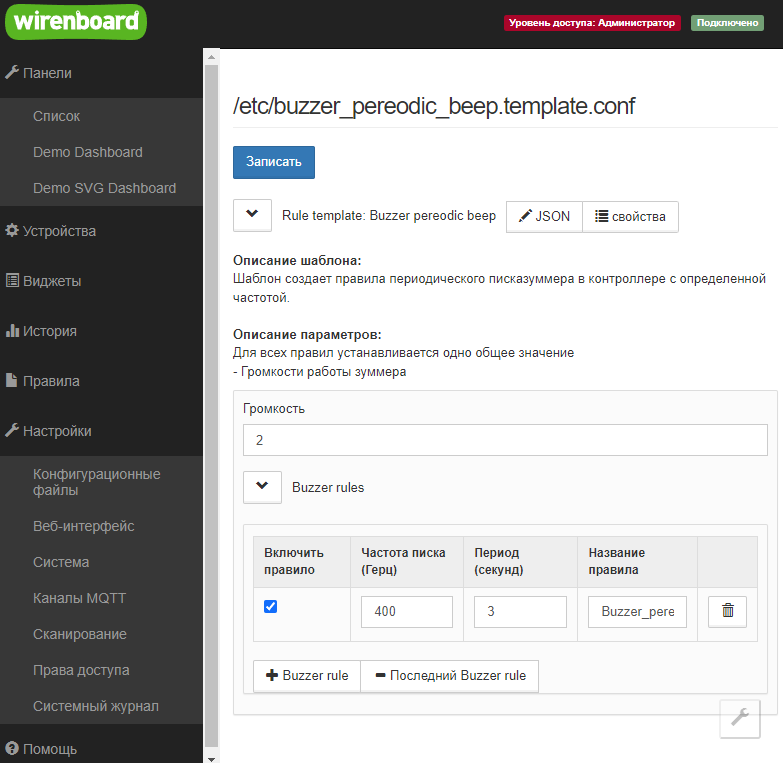 wirenboard
Уровень доступа: Администратор
Подключено
Панели
Список
Demo Dashboard
Demo SVG Dashboard
Устройства
Виджеты
История
Правила
Настройки
Конфигурационные
файлы
Веб-интерфейс
Система
Каналы MQTT
Сканирование
Права доступа
Системный журнал
Помощь
/etc/buzzer_pereodic_beep.template.conf
Записать
Rule template: Buzzer pereodic beep
JSON
свойства
Описание шаблона:
Шаблон создает правила периодического писказуммера в контроллере с определенной
частотой.
Описание параметров:
Для всех правил устанавливается одно общее значение
- Громкости работы зуммера
Громкость
2
Buzzer rules
Включить
правило
Частота писка
(Герц)
Период
(секунд)
Название
правила
400
3
Buzzer_pere
Buzzer rule
Последний Buzzer rule